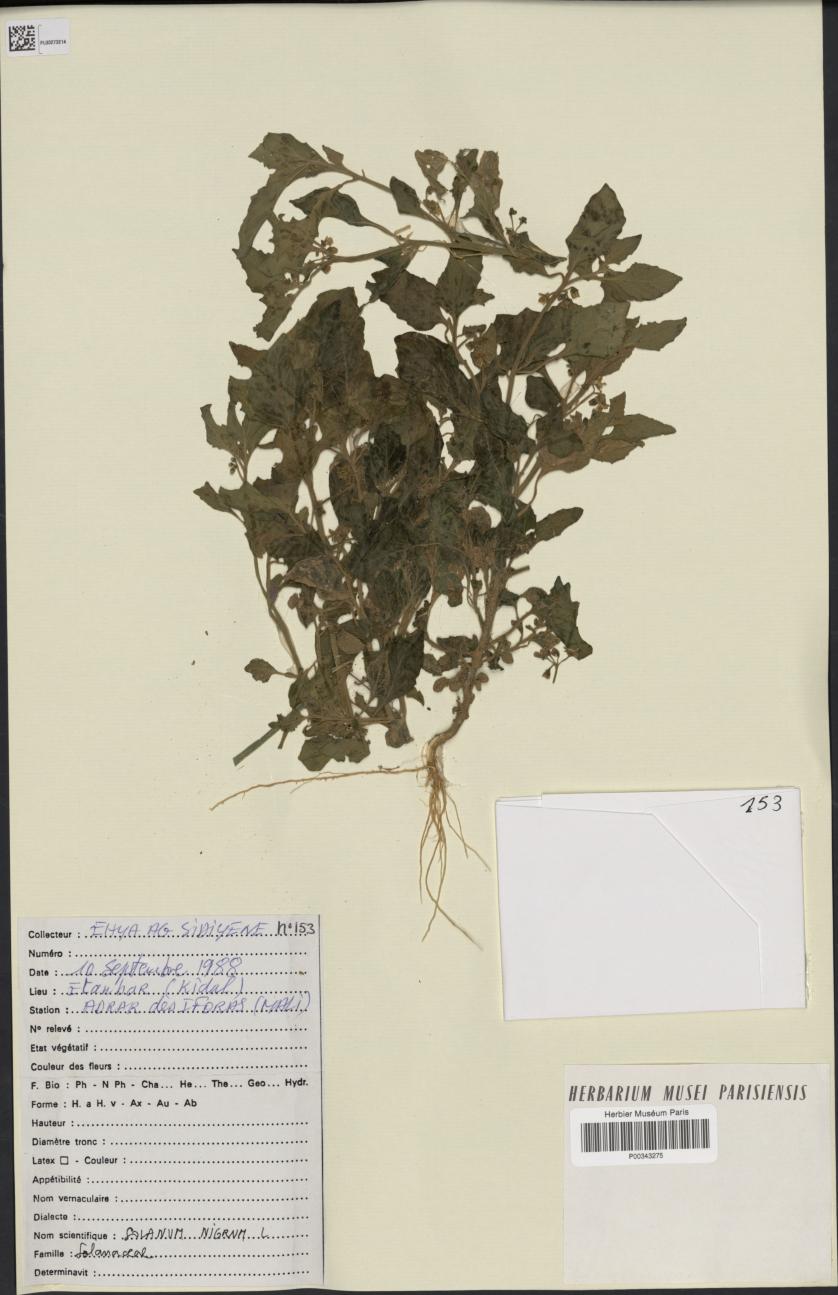 PL00273214
153
Collecteur : EHYA AG SIDIYENE n°153
Numéro :
Date : 10 septembre 1988
Lieu : Etambar (Kidal)
Station : ADRAR des IFORAS (MALI)
N° relevé :
Etat végétatif :
Couleur des fleurs :
F. Bio : Ph - N Ph - Cha... He... The... Geo... Hydr.
Forme : H. a H. v - Ax - Au - Ab
Hauteur :
Diamètre tronc :
Latex □ - Couleur :
Appétibilité :
Nom vernaculaire :
Dialecte :
Nom scientifique : SOLANUM NIGRUM L
Famille : Solanaceae
Determinavit :
HERBARIUM MUSEI PARISIENSIS
Herbier Muséum Paris
P00343275